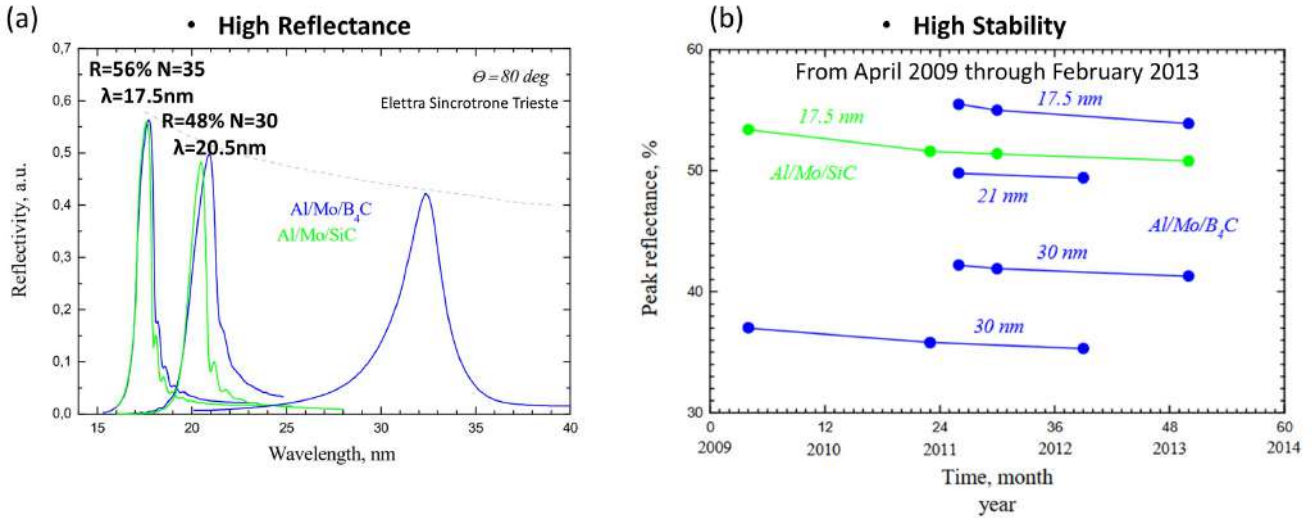 (a)
• High Reflectance
0,7
0,6
0,5
0,4
0,3
0,2
0,1
0,0
Reflectivity, a.u.
R=56% N=35
λ=17.5nm
R=48% N=30
λ=20.5nm
Θ = 80 deg
Elettra Sincrotrone Trieste
Al/Mo/B₄C
Al/Mo/SiC
15 20 25 30 35 40
Wavelength, nm
(b)
• High Stability
60
50
40
30
Peak reflectance, %
From April 2009 through February 2013
17.5 nm
17.5 nm
Al/Mo/SiC
21 nm
Al/Mo/B₄C
30 nm
30 nm
0 12 24 36 48 60
2009 2010 2011 2012 2013 2014
Time, month
year